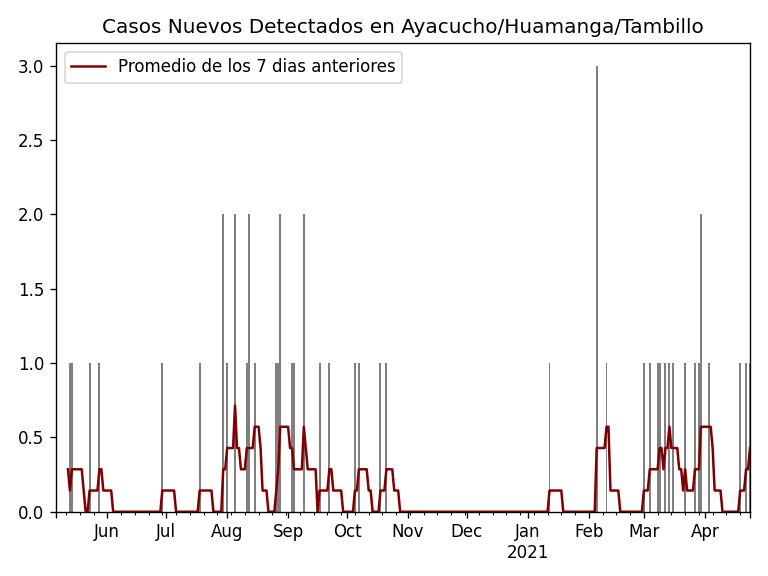 Casos Nuevos Detectados en Ayacucho/Huamanga/Tambillo
Promedio de los 7 dias anteriores
3.0
2.5
2.0
1.5
1.0
0.5
0.0
Jun Jul Aug Sep Oct Nov Dec Jan Feb Mar Apr
2021